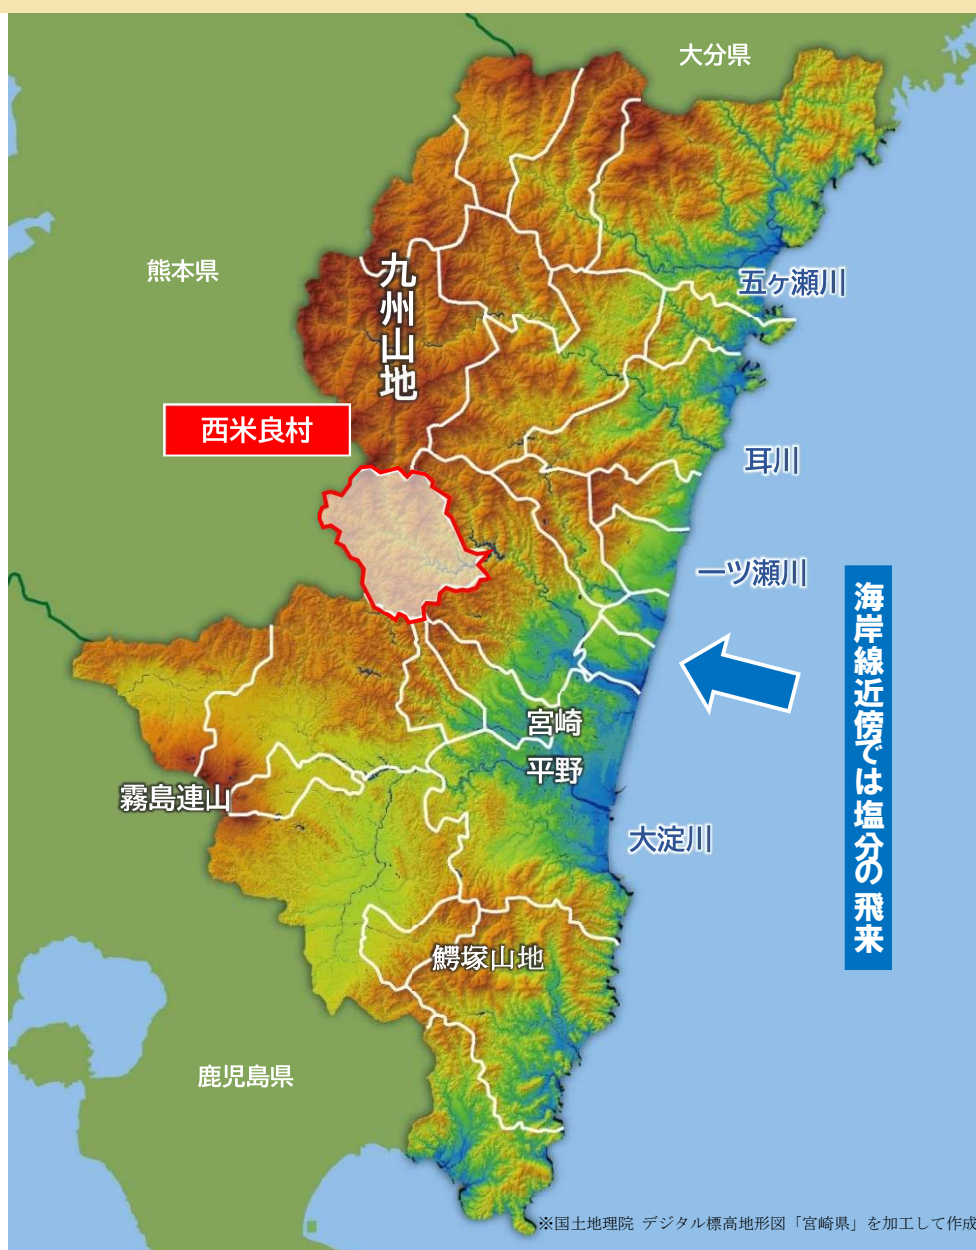 大分県
熊本県
九州山地
五ヶ瀬川
西米良村
耳川
一ツ瀬川
海岸線近傍では塩分の飛来
宮崎
平野
霧島連山
大淀川
鰐塚山地
鹿児島県
※国土地理院 デジタル標高地形図「宮崎県」を加工して作成